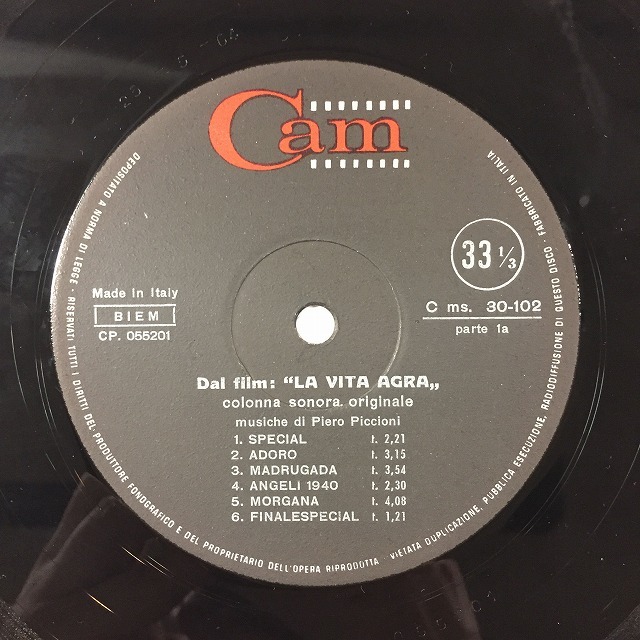 26-5-64
Cam
33 1/3
Made in Italy
BIEM
CP. 055201
C ms. 30-102
parte 1a
Dal film: “LA VITA AGRA„
colonna sonora originale
musiche di Piero Piccioni
1. SPECIAL t. 2,21
2. ADORO t. 3,15
3. MADRUGADA t. 3,54
4. ANGELI 1940 t. 2,30
5. MORGANA t. 4,08
6. FINALESPECIAL t. 1,21
DEPOSITATO A NORMA DI LEGGE - RISERVATI TUTTI I DIRITTI DEL PRODUTTORE FONOGRAFICO E DEL PROPRIETARIO DELL'OPERA RIPRODOTTA - VIETATA DUPLICAZIONE, PUBBLICA ESECUZIONE, RADIODIFFUSIONE DI QUESTO DISCO - FABBRICATO IN ITALIA